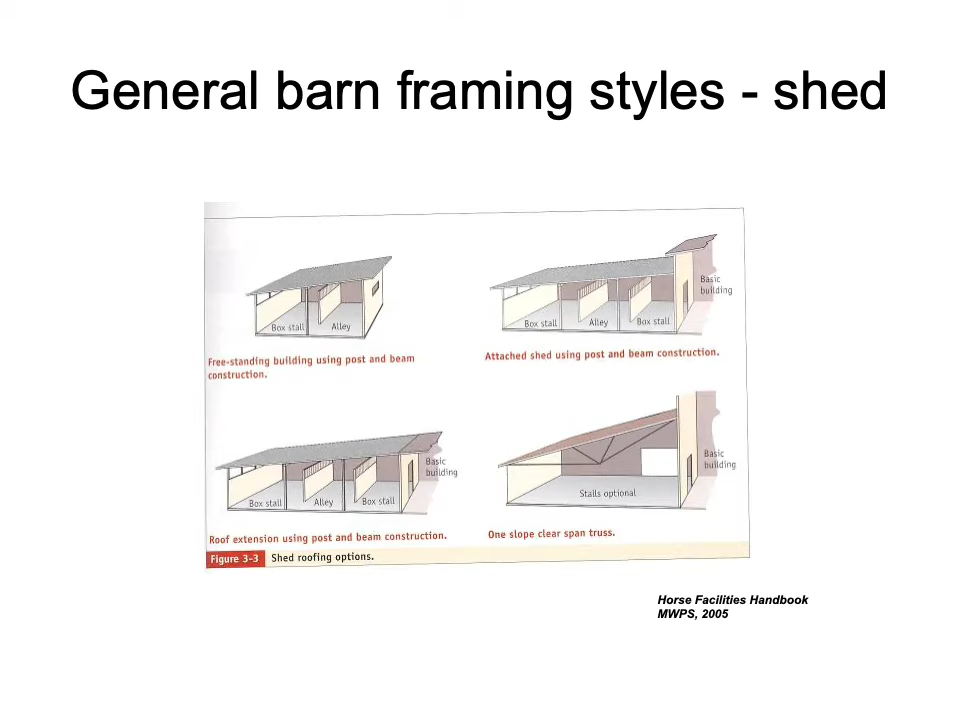 General barn framing styles - shed
Box stall
Alley
Free-standing building using post and beam
construction.
Basic
building
Box stall
Alley
Box stall
Attached shed using post and beam construction.
Basic
building
Box stall
Alley
Box stall
Roof extension using post and beam construction.
Basic
building
Stalls optional
One slope clear span truss.
Figure 3-3 Shed roofing options.
Horse Facilities Handbook
MWPS, 2005